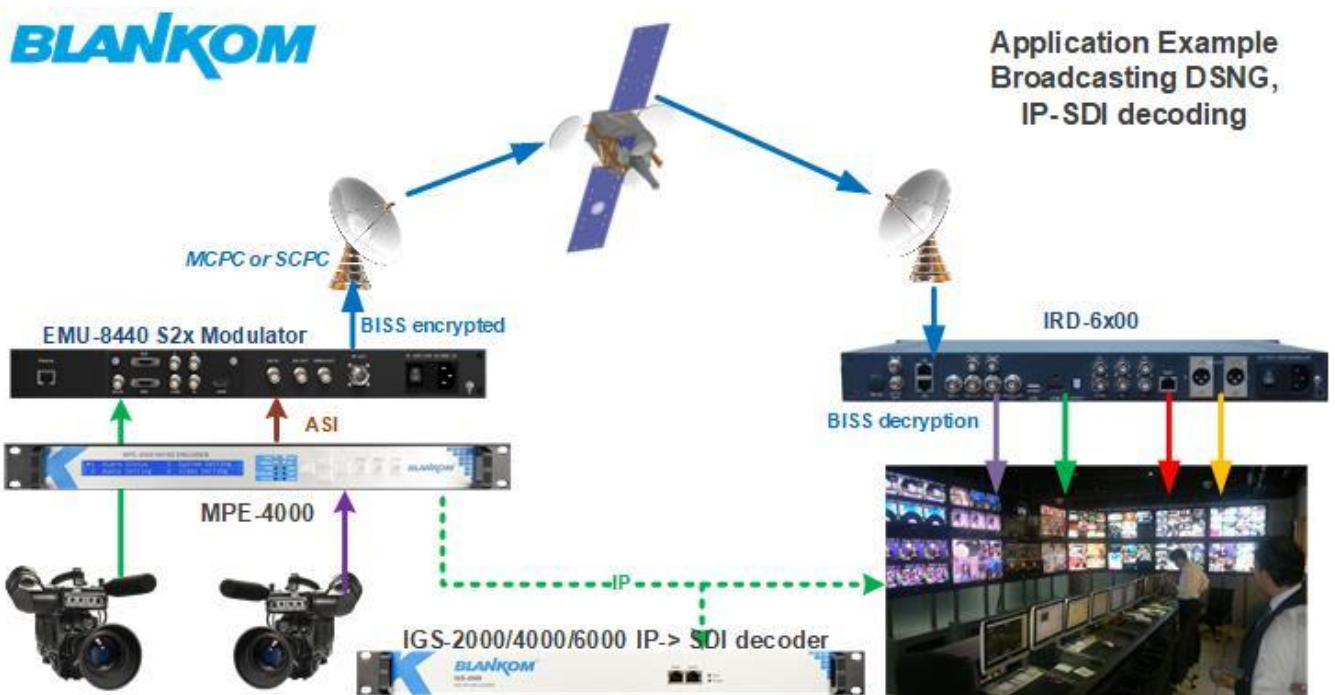 BLANKOM
Application Example
Broadcasting DSNG,
IP-SDI decoding
MCPC or SCPC
EMU-8440 S2x Modulator
BISS encrypted
IRD-6x00
ASI
BISS decryption
BLANKOM
MPE-4000
IP
IGS-2000/4000/6000 IP-> SDI decoder
BLANKOM